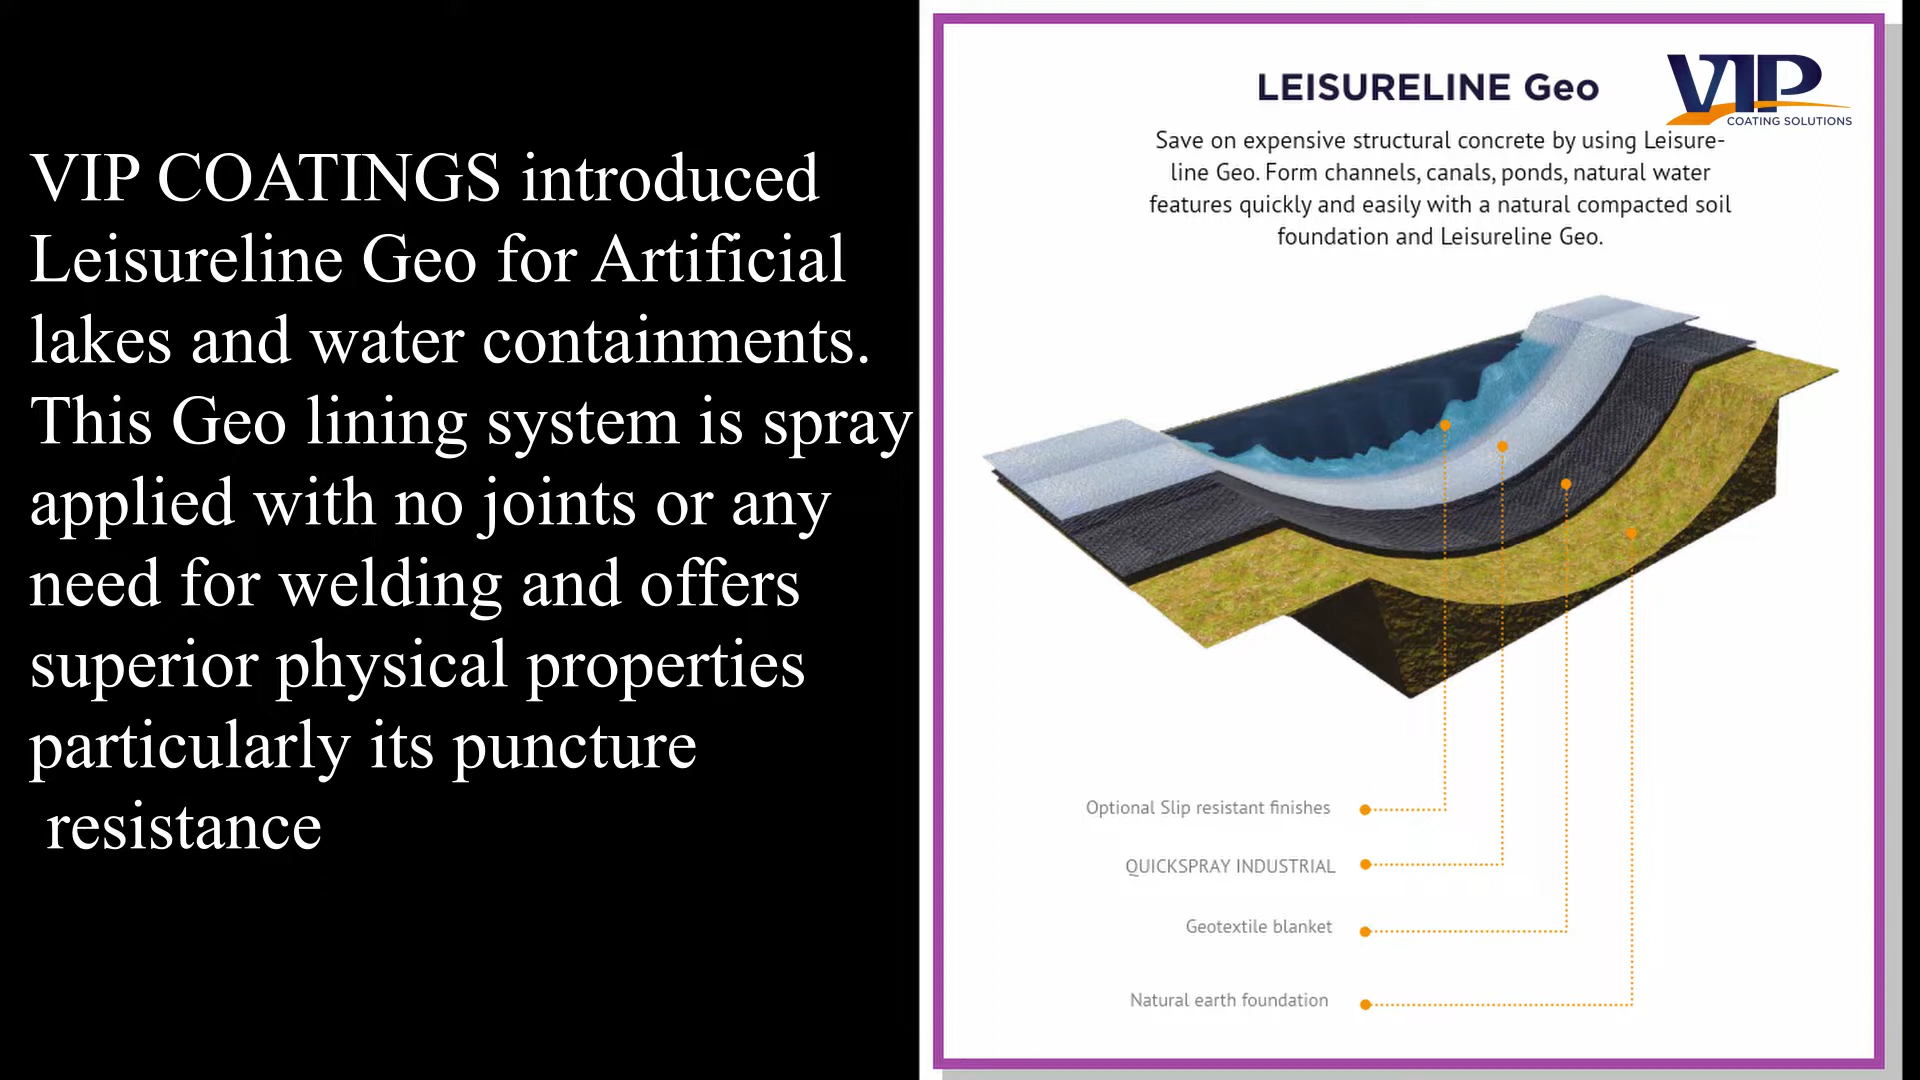 VIP COATINGS introduced
Leisureline Geo for Artificial
lakes and water containments.
This Geo lining system is spray
applied with no joints or any
need for welding and offers
superior physical properties
particularly its puncture
resistance
LEISURELINE Geo
VIP
COATING SOLUTIONS
Save on expensive structural concrete by using Leisure-
line Geo. Form channels, canals, ponds, natural water
features quickly and easily with a natural compacted soil
foundation and Leisureline Geo.
Optional Slip resistant finishes
QUICKSPRAY INDUSTRIAL
Geotextile blanket
Natural earth foundation